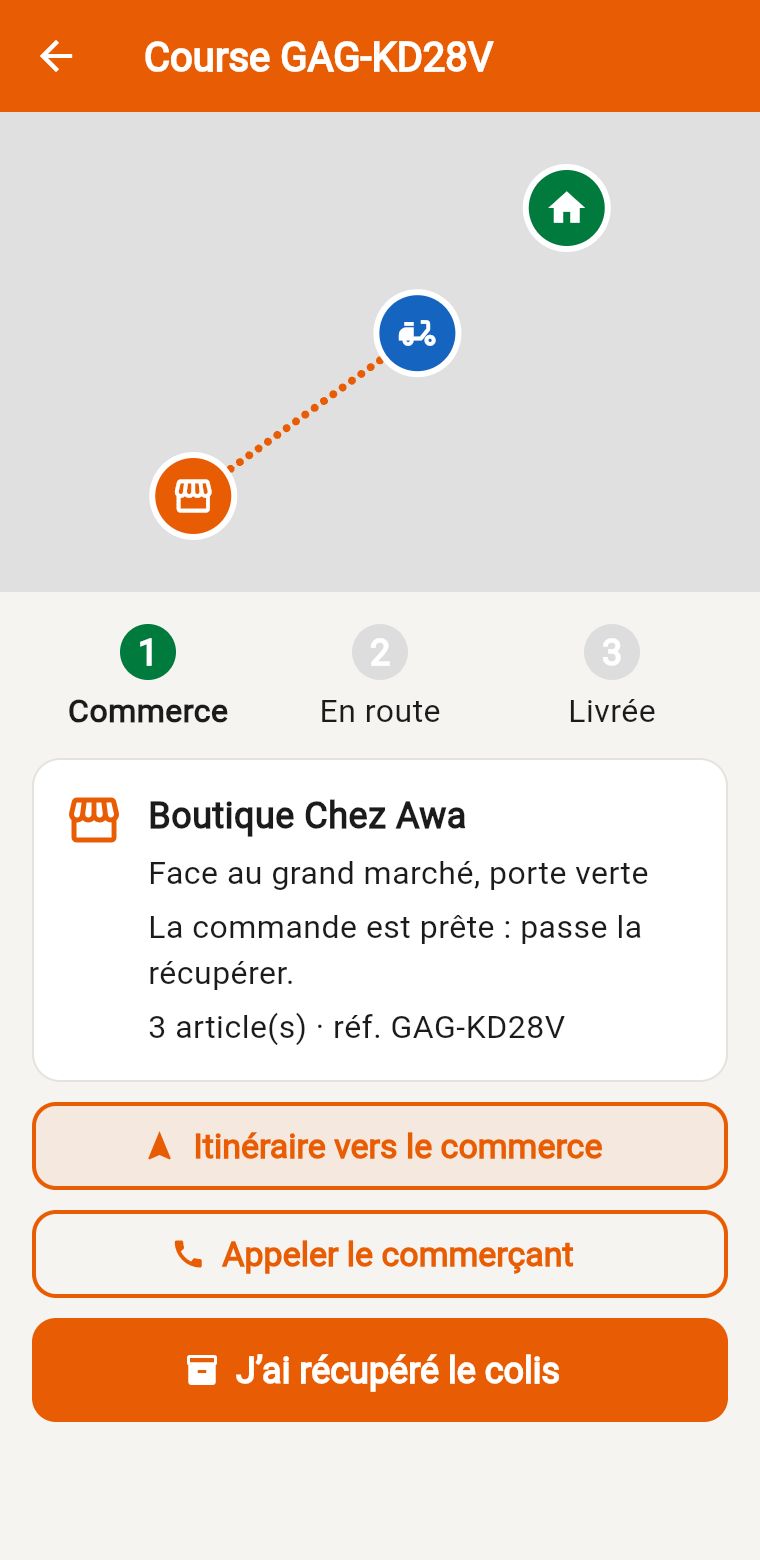 Course GAG-KD28V
1
2
3
Commerce
En route
Livrée
Boutique Chez Awa
Face au grand marché, porte verte
La commande est prête : passe la
récupérer.
3 article(s) · réf. GAG-KD28V
Itinéraire vers le commerce
Appeler le commerçant
J’ai récupéré le colis